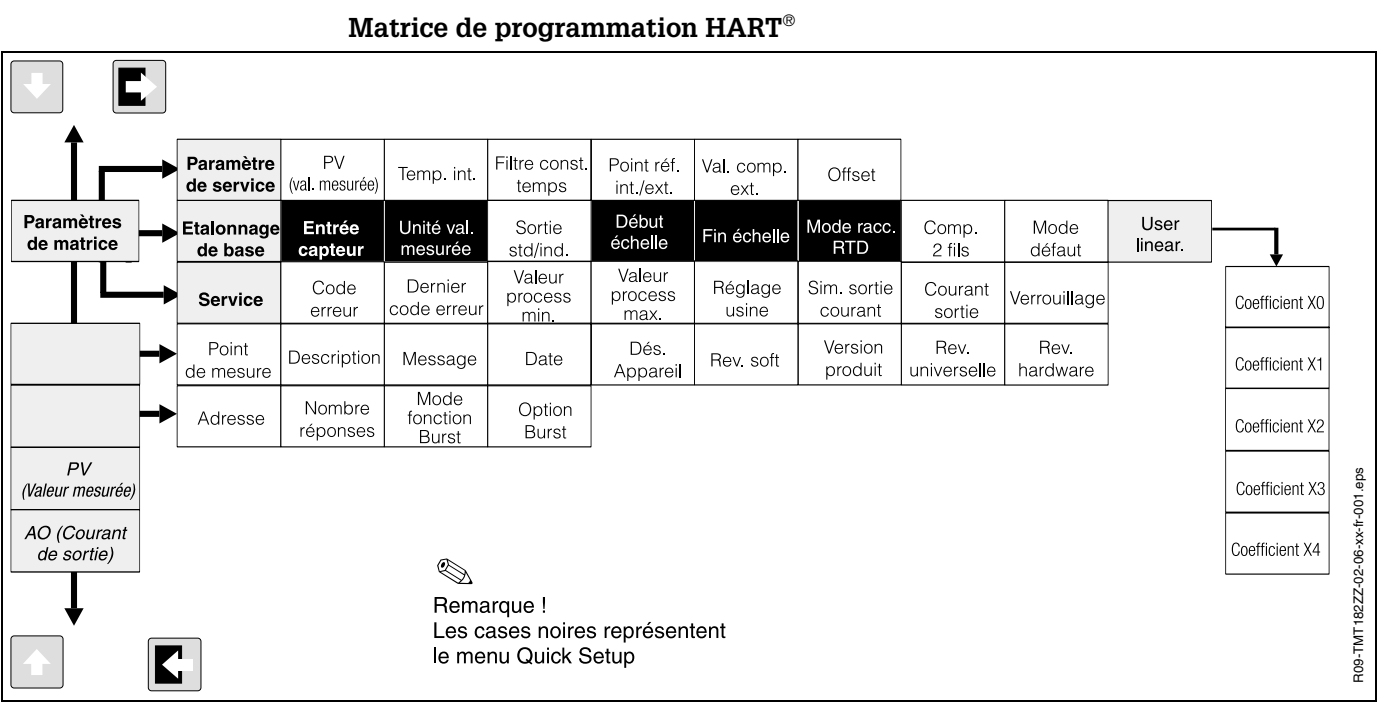 Matrice de programmation HART®
Paramètre
de service
PV
(val. mesurée)
Temp. int.
Filtre const.
temps
Point réf.
int./ext.
Val. comp.
ext.
Offset
Paramètres
de matrice
Etalonnage
de base
Entrée
capteur
Unité val.
mesurée
Sortie
std/ind.
Début
échelle
Fin échelle
Mode racc.
RTD
Comp.
2 fils
Mode
défaut
User
linear.
Service
Code
erreur
Dernier
code erreur
Valeur
process
min.
Valeur
process
max.
Réglage
usine
Sim. sortie
courant
Courant
sortie
Verrouillage
Point
de mesure
Description
Message
Date
Dés.
Appareil
Rev. soft
Version
produit
Rev.
universelle
Rev.
hardware
Adresse
Nombre
réponses
Mode
fonction
Burst
Option
Burst
PV
(Valeur mesurée)
AO (Courant
de sortie)
Coefficient X0
Coefficient X1
Coefficient X2
Coefficient X3
Coefficient X4
Remarque !
Les cases noires représentent
le menu Quick Setup
R09-TMT182ZZ-02-06-xx-fr-001.eps